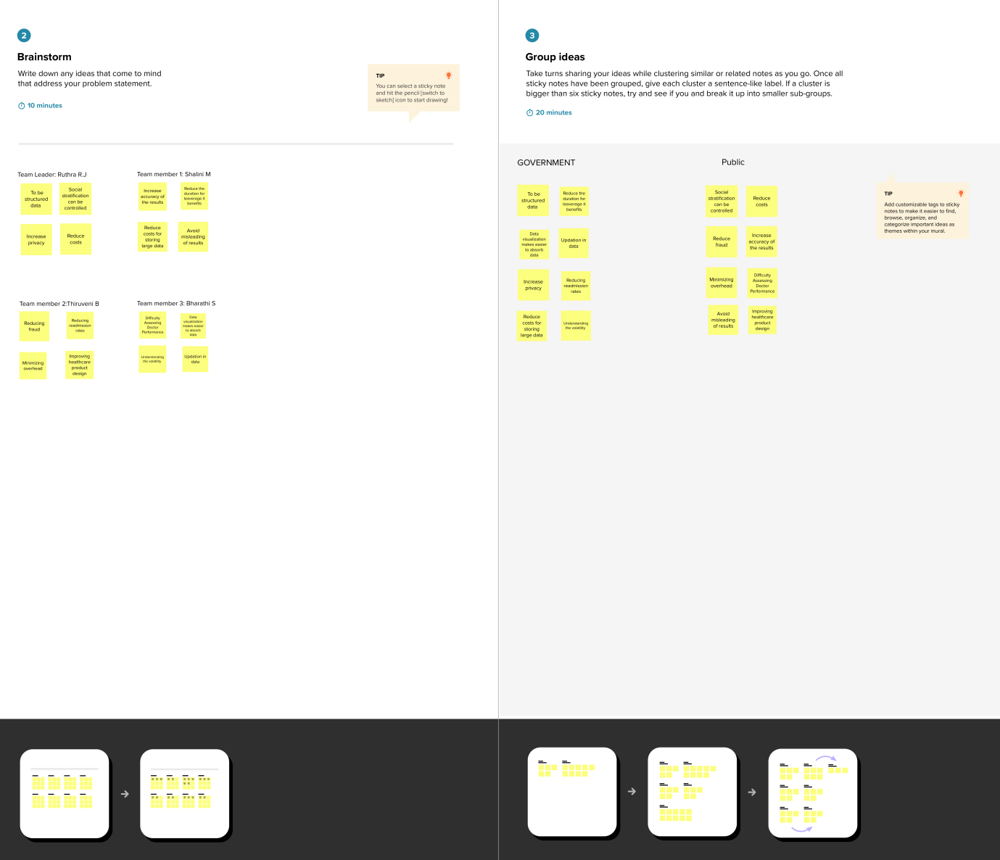 2
Brainstorm
Write down any ideas that come to mind
that address your problem statement.
10 minutes
TIP
You can select a sticky note
and hit the pencil [switch to
sketch] icon to start drawing!
Team Leader: Ruthra R.J
To be
structured
data
Social
stratification
can be
controlled
Increase
privacy
Reduce
costs
Team member 1: Shalini M
Increase
accuracy of
the results
Reduce the
duration for
leaverage it
benefits
Reduce
costs for
storing
large data
Avoid
misleading
of results
Team member 2:Thiruveni B
Reducing
fraud
Reducing
readmission
rates
Minimizing
overhead
Improving
healthcare
product
design
Team member 3: Bharathi S
Difficulty
Assessing
Doctor
Performance
Data
visualization
makes easier
to absorb
data
Understanding
the volatility
Updation in
data
3
Group ideas
Take turns sharing your ideas while clustering similar or related notes as you go. Once all
sticky notes have been grouped, give each cluster a sentence-like label. If a cluster is
bigger than six sticky notes, try and see if you and break it up into smaller sub-groups.
20 minutes
GOVERNMENT
To be
structured
data
Reduce the
duration for
leaverage it
benefits
Data
visualization
makes easier
to absorb
data
Updation in
data
Increase
privacy
Reducing
readmission
rates
Reduce
costs for
storing
large data
Understanding
the volatility
Public
Social
stratification
can be
controlled
Reduce
costs
Reduce
fraud
Increase
accuracy of
the results
Minimizing
overhead
Difficulty
Assessing
Doctor
Performance
Avoid
misleading
of results
Improving
healthcare
product
design
TIP
Add customizable tags to sticky
notes to make it easier to find,
browse, organize, and
categorize important ideas as
themes within your mural.